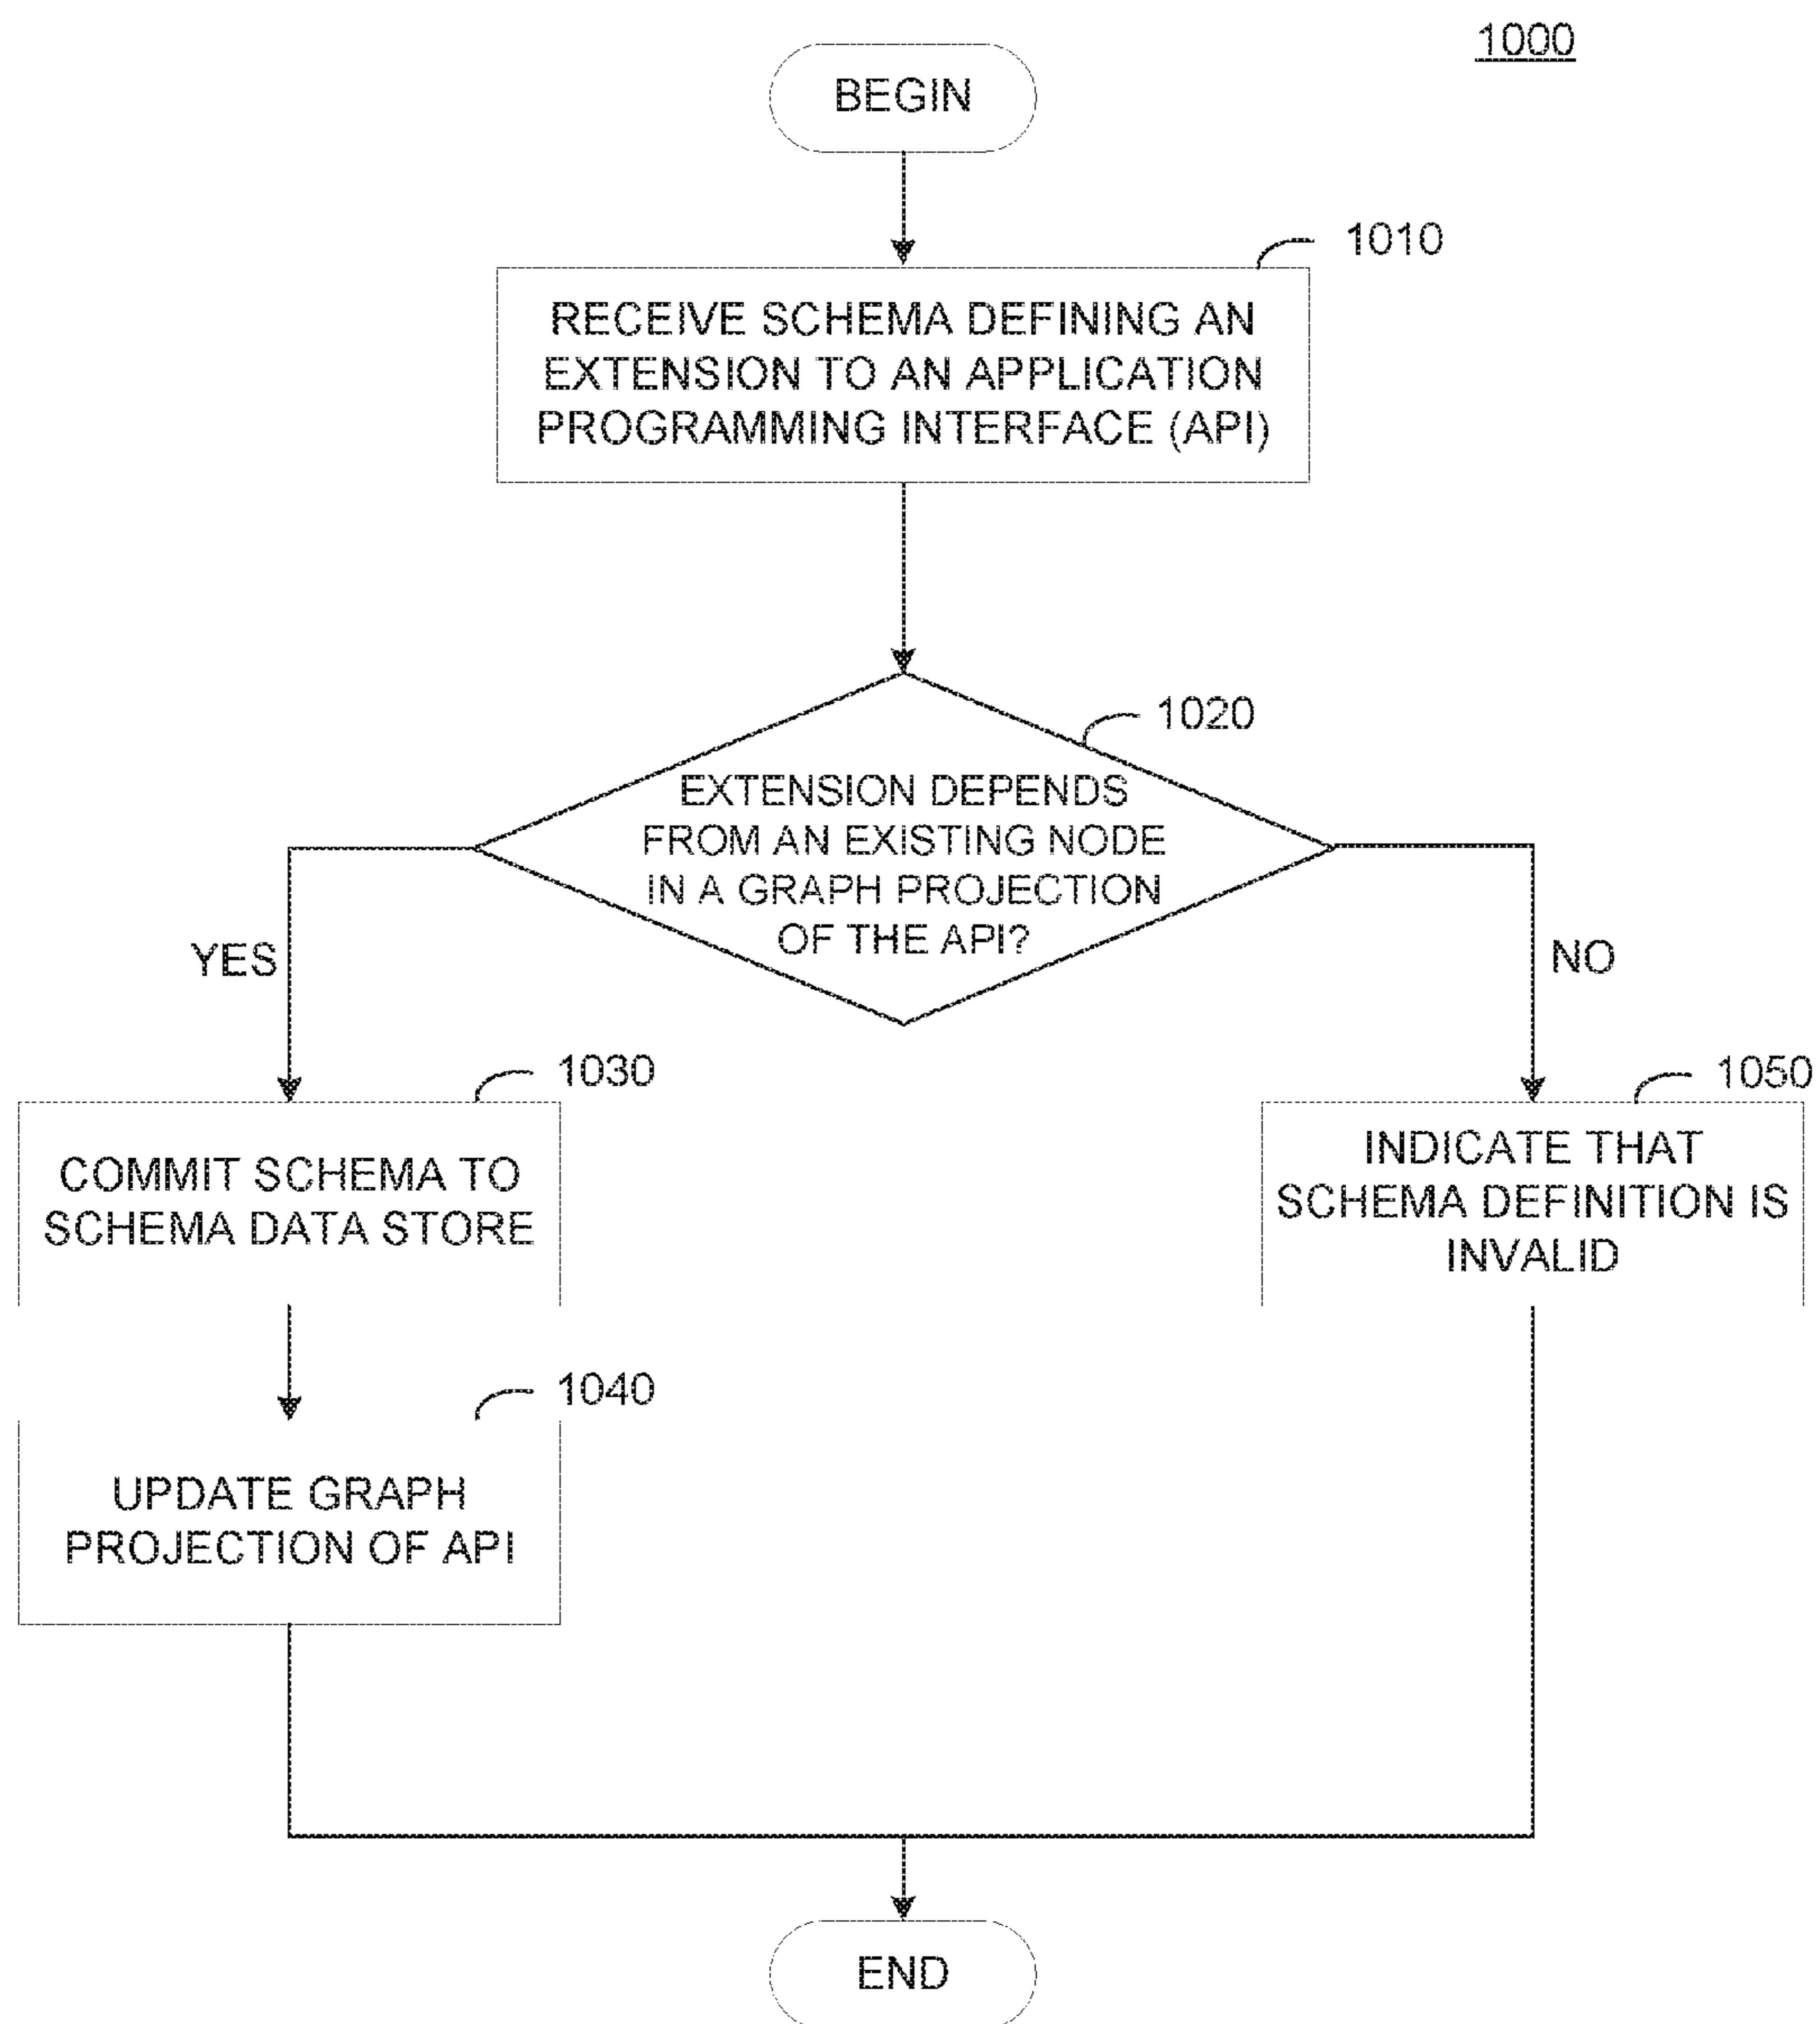 1000
BEGIN
1010
RECEIVE SCHEMA DEFINING AN
EXTENSION TO AN APPLICATION
PROGRAMMING INTERFACE (API)
1020
EXTENSION DEPENDS
FROM AN EXISTING NODE
IN A GRAPH PROJECTION
OF THE API?
YES
NO
1030
COMMIT SCHEMA TO
SCHEMA DATA STORE
1050
INDICATE THAT
SCHEMA DEFINITION IS
INVALID
1040
UPDATE GRAPH
PROJECTION OF API
END